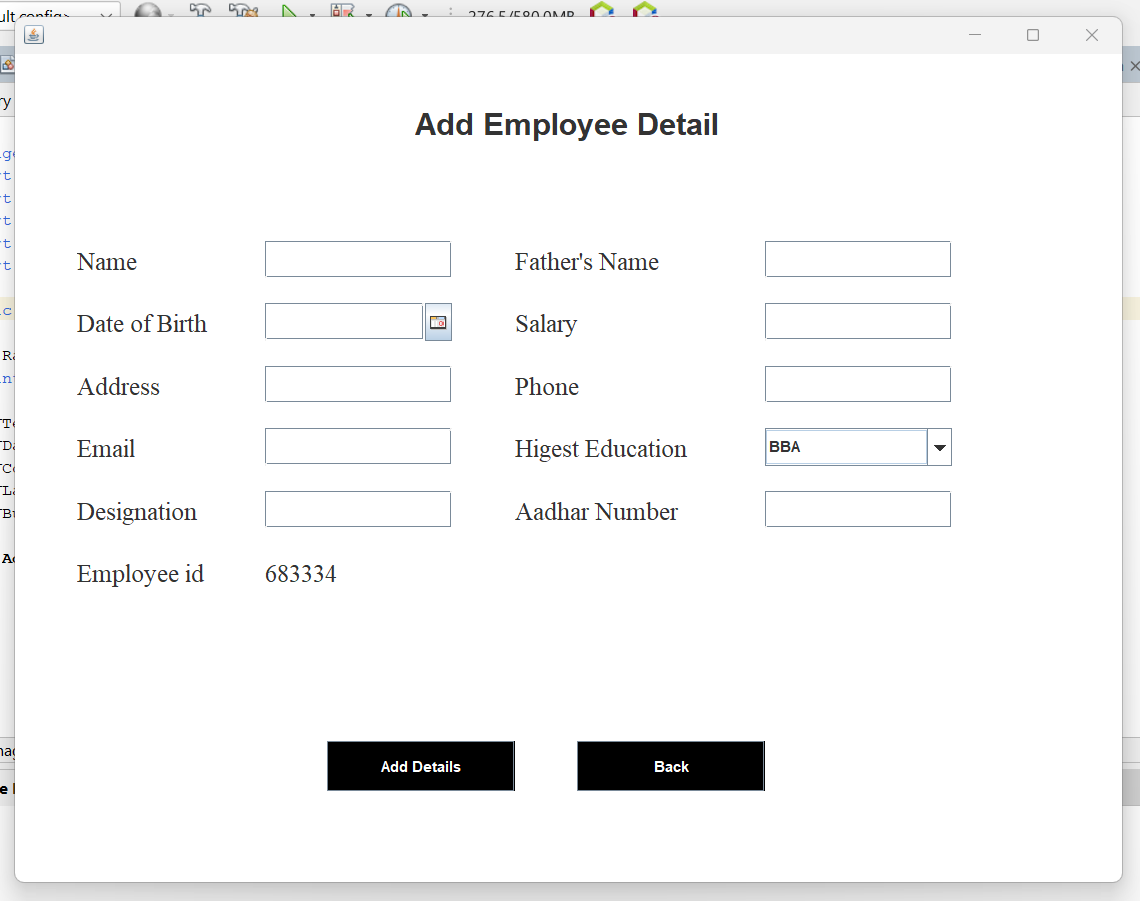 ult config>
276.5/580.0MB
Add Employee Detail
Name
Father's Name
Date of Birth
Salary
Address
Phone
Email
Higest Education
BBA
Designation
Aadhar Number
Employee id
683334
Add Details
Back